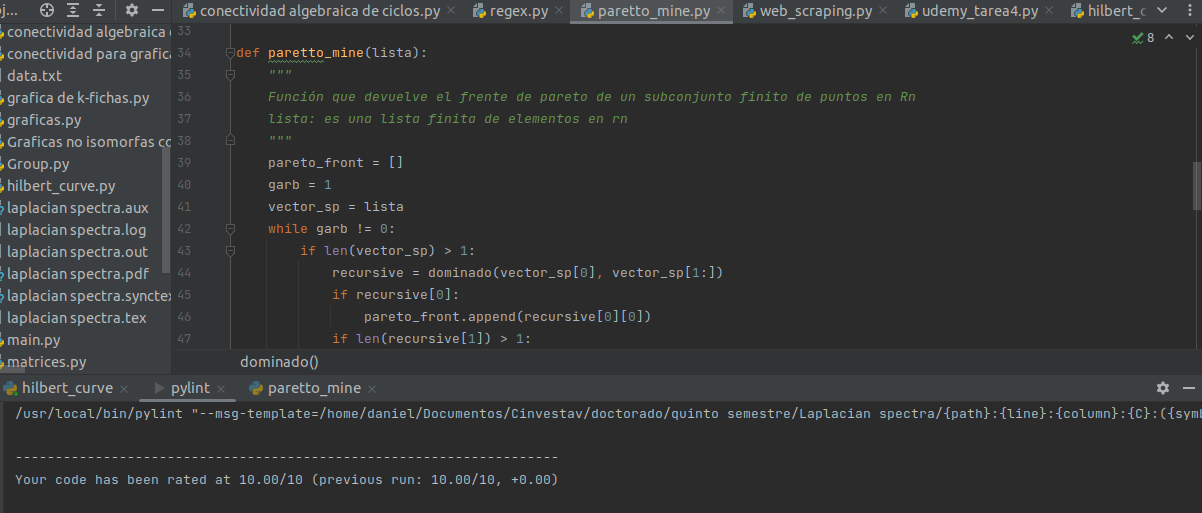 oj...
conectividad algebraica de ciclos.py
regex.py
paretto_mine.py
web_scraping.py
udemy_tarea4.py
hilbert_c
conectividad algebraica
conectividad para grafica
data.txt
grafica de k-fichas.py
graficas.py
Graficas no isomorfas co
Group.py
hilbert_curve.py
laplacian spectra.aux
laplacian spectra.log
laplacian spectra.out
laplacian spectra.pdf
laplacian spectra.synctex
laplacian spectra.tex
main.py
matrices.py
8
33
34 def paretto_mine(lista):
35 """
36 Función que devuelve el frente de pareto de un subconjunto finito de puntos en Rn
37 lista: es una lista finita de elementos en rn
38 """
39 pareto_front = []
40 garb = 1
41 vector_sp = lista
42 while garb != 0:
43 if len(vector_sp) > 1:
44 recursive = dominado(vector_sp[0], vector_sp[1:])
45 if recursive[0]:
46 pareto_front.append(recursive[0][0])
47 if len(recursive[1]) > 1:
dominado()
hilbert_curve
pylint
paretto_mine
/usr/local/bin/pylint "--msg-template=/home/daniel/Documentos/Cinvestav/doctorado/quinto semestre/Laplacian spectra/{path}:{line}:{column}:{C}:({symb
--------------------------------------------------------------------
Your code has been rated at 10.00/10 (previous run: 10.00/10, +0.00)